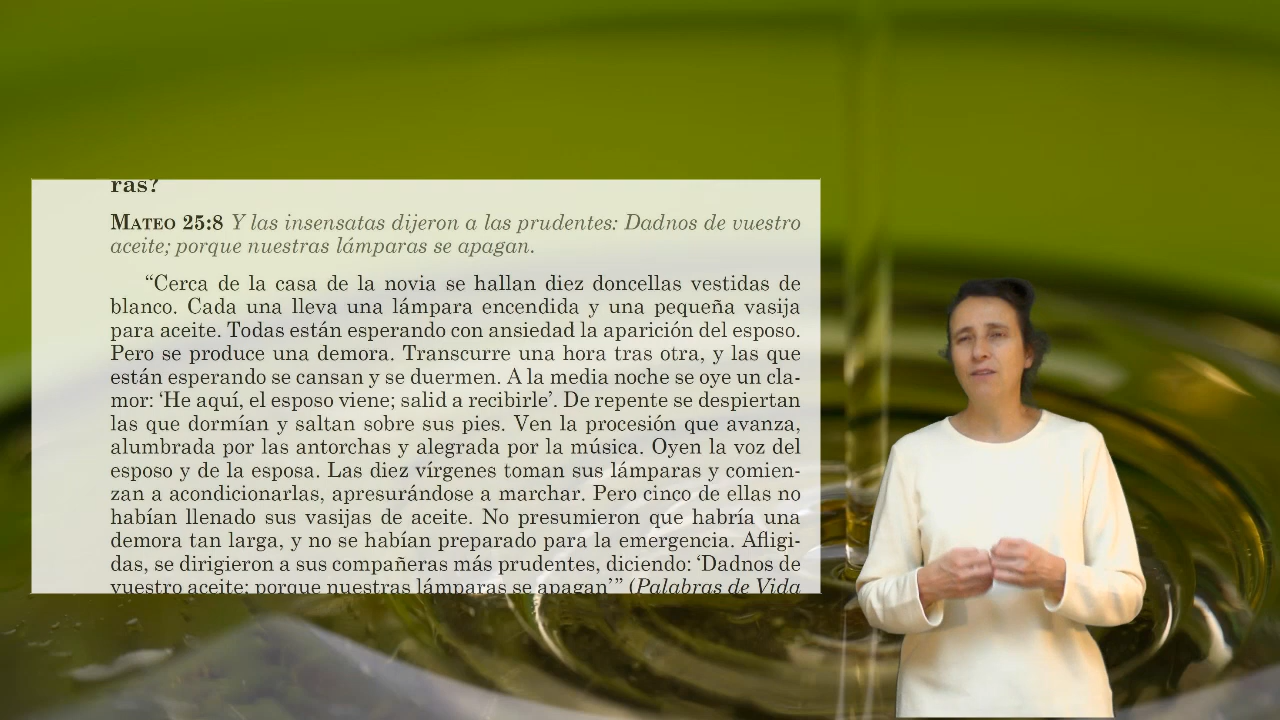 ras?
MATEO 25:8 Y las insensatas dijeron a las prudentes: Dadnos de vuestro
aceite; porque nuestras lámparas se apagan.
“Cerca de la casa de la novia se hallan diez doncellas vestidas de
blanco. Cada una lleva una lámpara encendida y una pequeña vasija
para aceite. Todas están esperando con ansiedad la aparición del esposo.
Pero se produce una demora. Transcurre una hora tras otra, y las que
están esperando se cansan y se duermen. A la media noche se oye un cla-
mor: ‘He aquí, el esposo viene; salid a recibirle’. De repente se despiertan
las que dormían y saltan sobre sus pies. Ven la procesión que avanza,
alumbrada por las antorchas y alegrada por la música. Oyen la voz del
esposo y de la esposa. Las diez vírgenes toman sus lámparas y comien-
zan a acondicionarlas, apresurándose a marchar. Pero cinco de ellas no
habían llenado sus vasijas de aceite. No presumieron que habría una
demora tan larga, y no se habían preparado para la emergencia. Afligi-
das, se dirigieron a sus compañeras más prudentes, diciendo: ‘Dadnos de
vuestro aceite; porque nuestras lámparas se apagan’” (Palabras de Vida